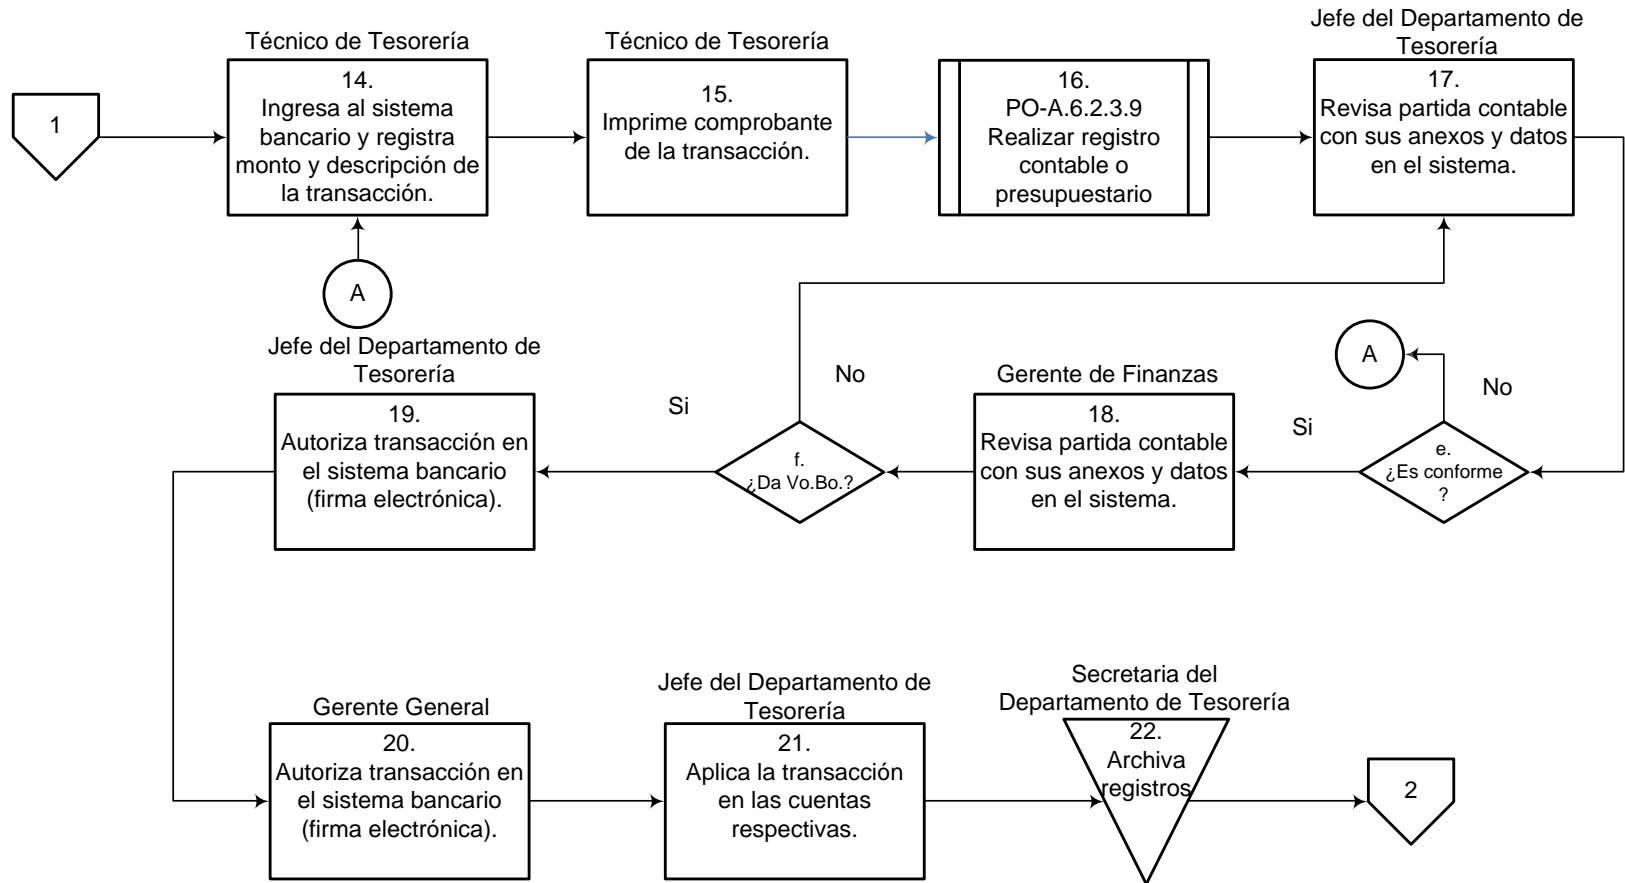 1
Técnico de Tesorería
14.
Ingresa al sistema
bancario y registra
monto y descripción de
la transacción.
Técnico de Tesorería
15.
Imprime comprobante
de la transacción.
16.
PO-A.6.2.3.9
Realizar registro
contable o
presupuestario
Jefe del Departamento de
Tesorería
17.
Revisa partida contable
con sus anexos y datos
en el sistema.
A
A
No
e.
¿Es conforme
?
Si
Gerente de Finanzas
18.
Revisa partida contable
con sus anexos y datos
en el sistema.
No
f.
¿Da Vo.Bo.?
Si
Jefe del Departamento de
Tesorería
19.
Autoriza transacción en
el sistema bancario
(firma electrónica).
Gerente General
20.
Autoriza transacción en
el sistema bancario
(firma electrónica).
Jefe del Departamento de
Tesorería
21.
Aplica la transacción
en las cuentas
respectivas.
Secretaria del
Departamento de Tesorería
22.
Archiva
registros
2